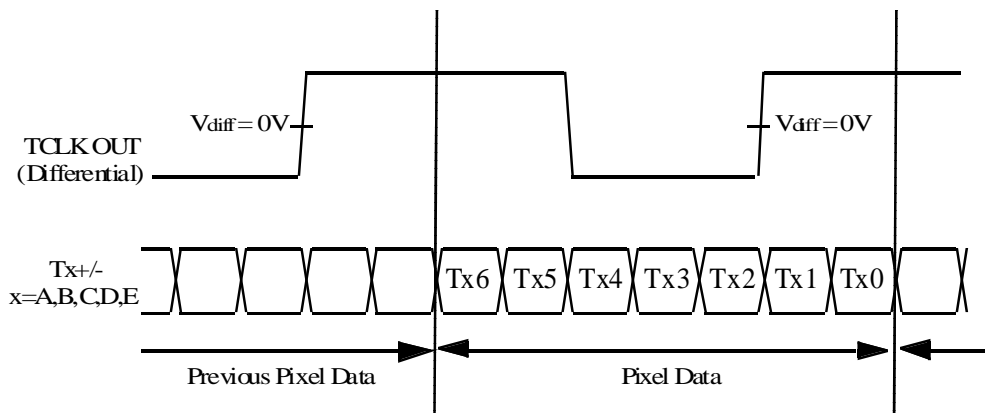 Vdiff = 0V
Vdiff = 0V
TCLK OUT
(Differential)
Tx+/-
x=A,B,C,D,E
Tx6 Tx5 Tx4 Tx3 Tx2 Tx1 Tx0
Previous Pixel Data
Pixel Data